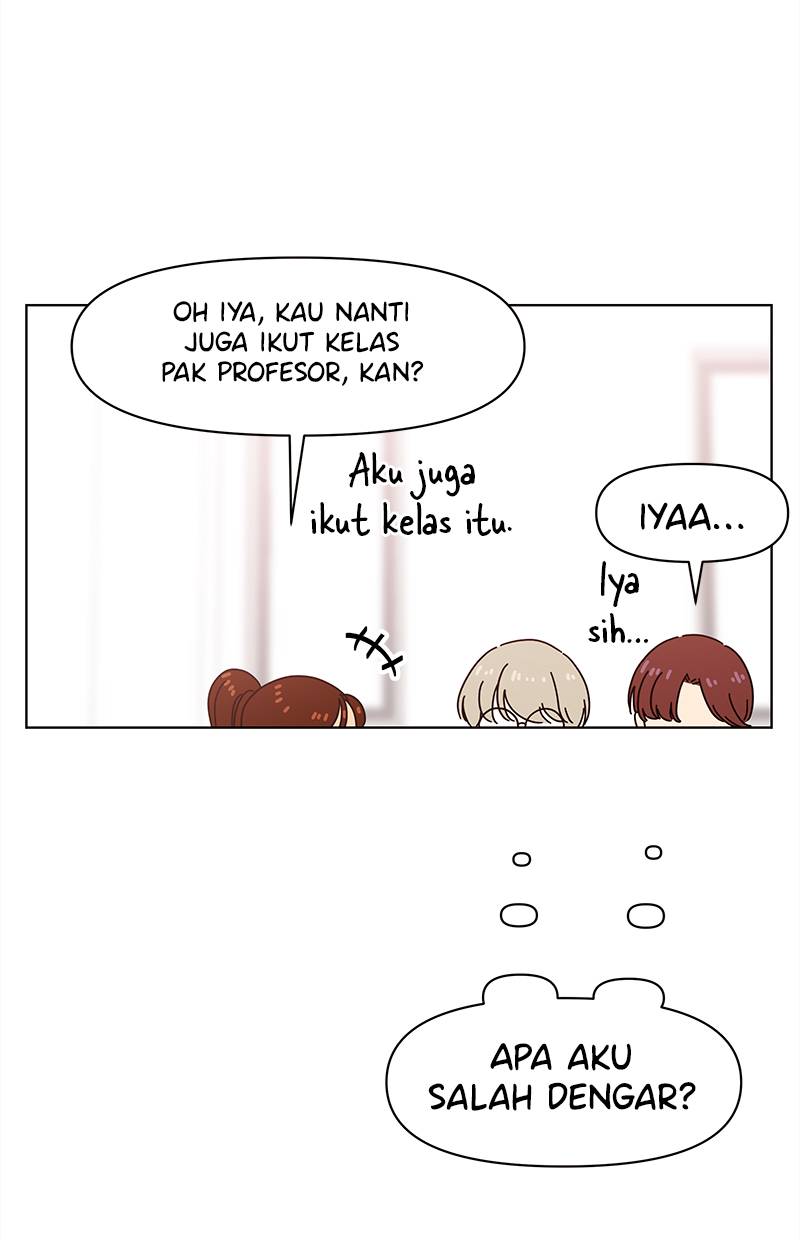 OH IYA, KAU NANTI
JUGA IKUT KELAS
PAK PROFESOR, KAN?
Aku juga
ikut kelas itu.
IYAA...
Iya
sih...
APA AKU
SALAH DENGAR?